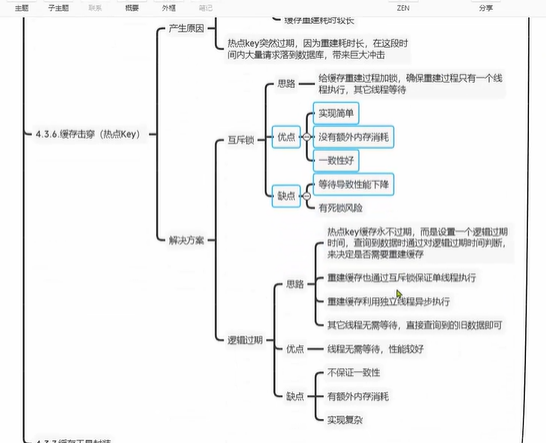 主题
子主题
联系
概要
外框
笔记
ZEN
分享
缓存重建耗时较长
产生原因
热点key突然过期，因为重建耗时长，在这段时
间内大量请求落到数据库，带来巨大冲击
4.3.6.缓存击穿（热点Key）
解决方案
互斥锁
思路
给缓存重建过程加锁，确保重建过程只有一个线
程执行，其它线程等待
优点
实现简单
没有额外内存消耗
一致性好
缺点
等待导致性能下降
有死锁风险
逻辑过期
思路
热点key缓存永不过期，而是设置一个逻辑过期
时间，查询到数据时通过对逻辑过期时间判断，
来决定是否需要重建缓存
重建缓存也通过互斥锁保证单线程执行
重建缓存利用独立线程异步执行
其它线程无需等待，直接查询到的旧数据即可
优点
线程无需等待，性能较好
缺点
不保证一致性
有额外内存消耗
实现复杂